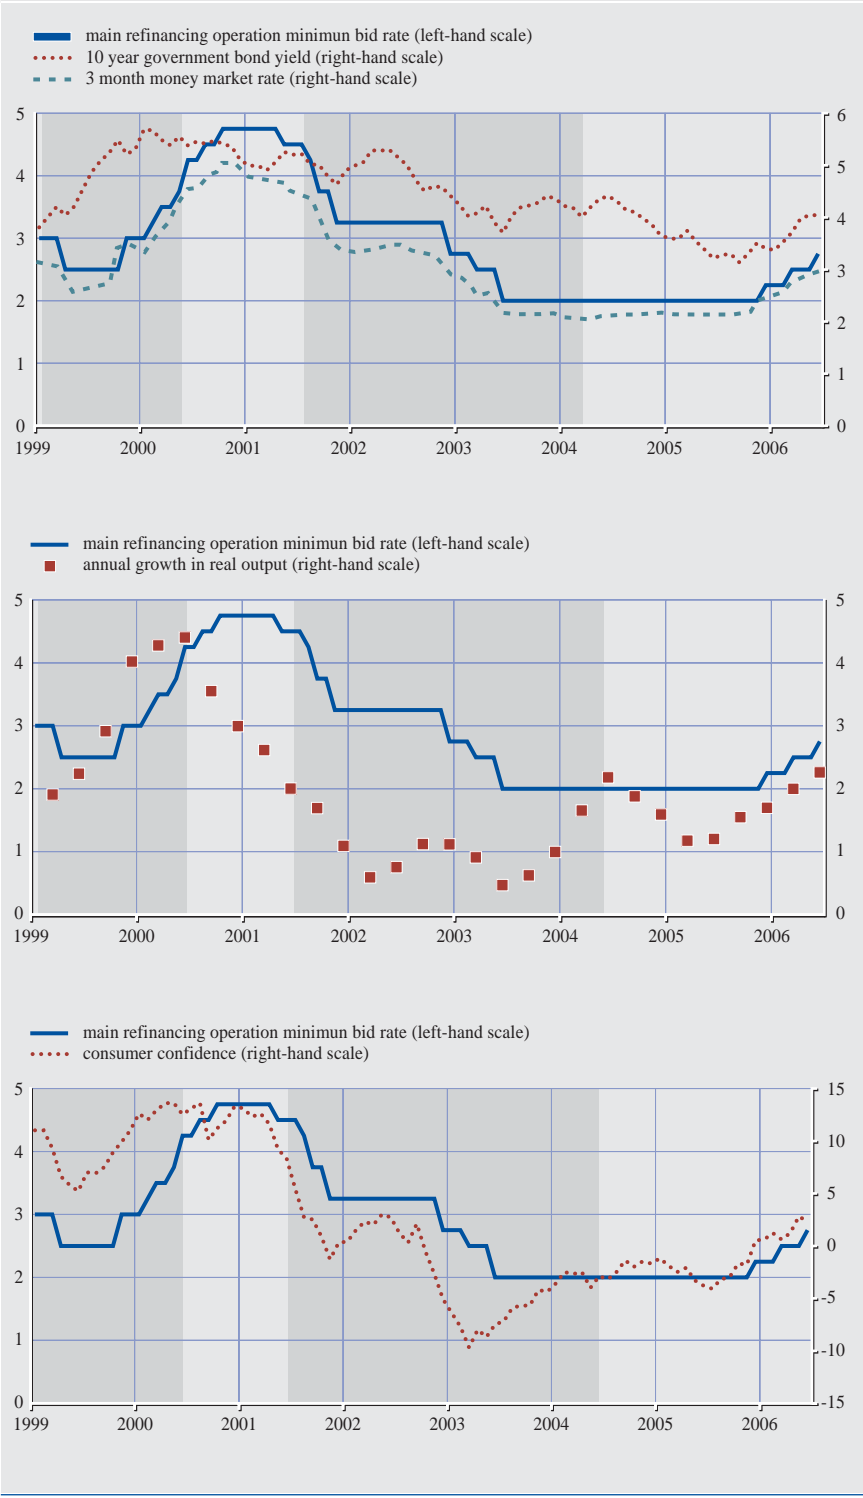 main refinancing operation minimun bid rate (left-hand scale)
10 year government bond yield (right-hand scale)
3 month money market rate (right-hand scale)
5 6
4 5
3 4
2 3
1 2
0 1
0
1999 2000 2001 2002 2003 2004 2005 2006
main refinancing operation minimun bid rate (left-hand scale)
annual growth in real output (right-hand scale)
5 5
4 4
3 3
2 2
1 1
0 0
1999 2000 2001 2002 2003 2004 2005 2006
main refinancing operation minimun bid rate (left-hand scale)
consumer confidence (right-hand scale)
5 15
4 10
3 5
2 0
1 -5
0 -10
-15
1999 2000 2001 2002 2003 2004 2005 2006